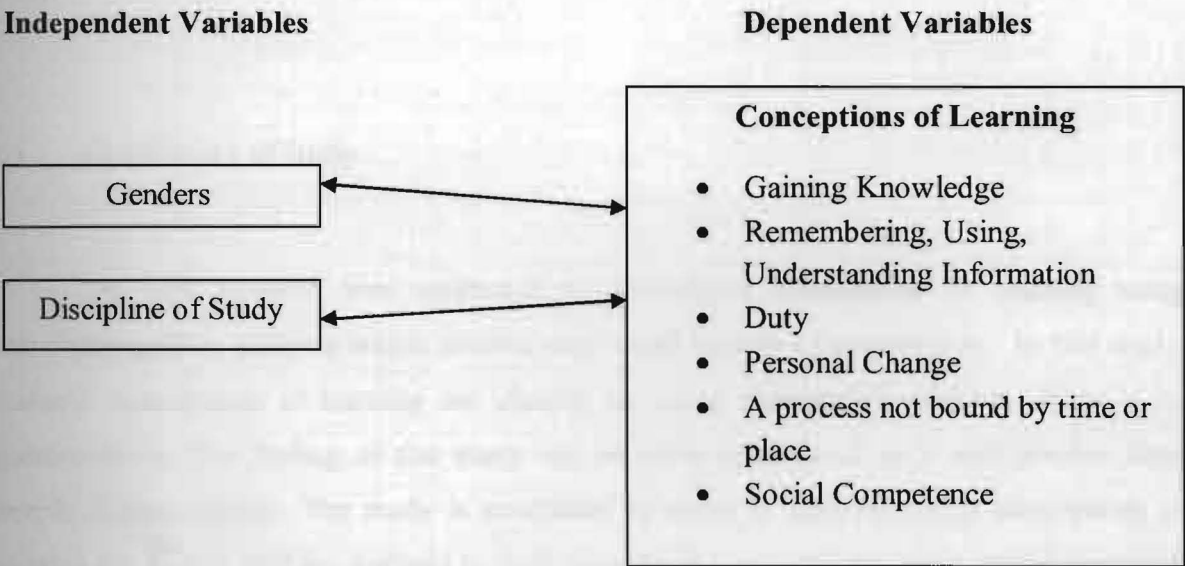 Independent Variables
Dependent Variables
Genders
Discipline of Study
Conceptions of Learning
• Gaining Knowledge
• Remembering, Using,
Understanding Information
• Duty
• Personal Change
• A process not bound by time or
place
• Social Competence